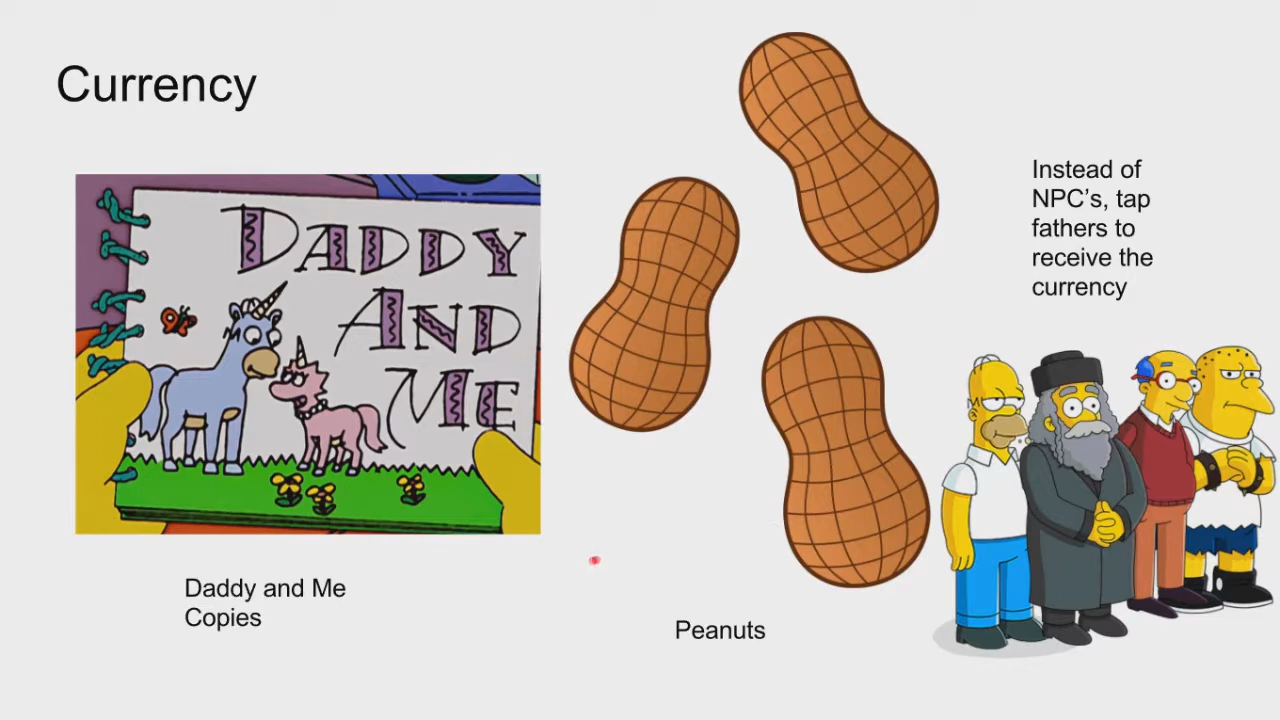 Currency
DADDY
AND
ME
Daddy and Me
Copies
Peanuts
Instead of
NPC's, tap
fathers to
receive the
currency